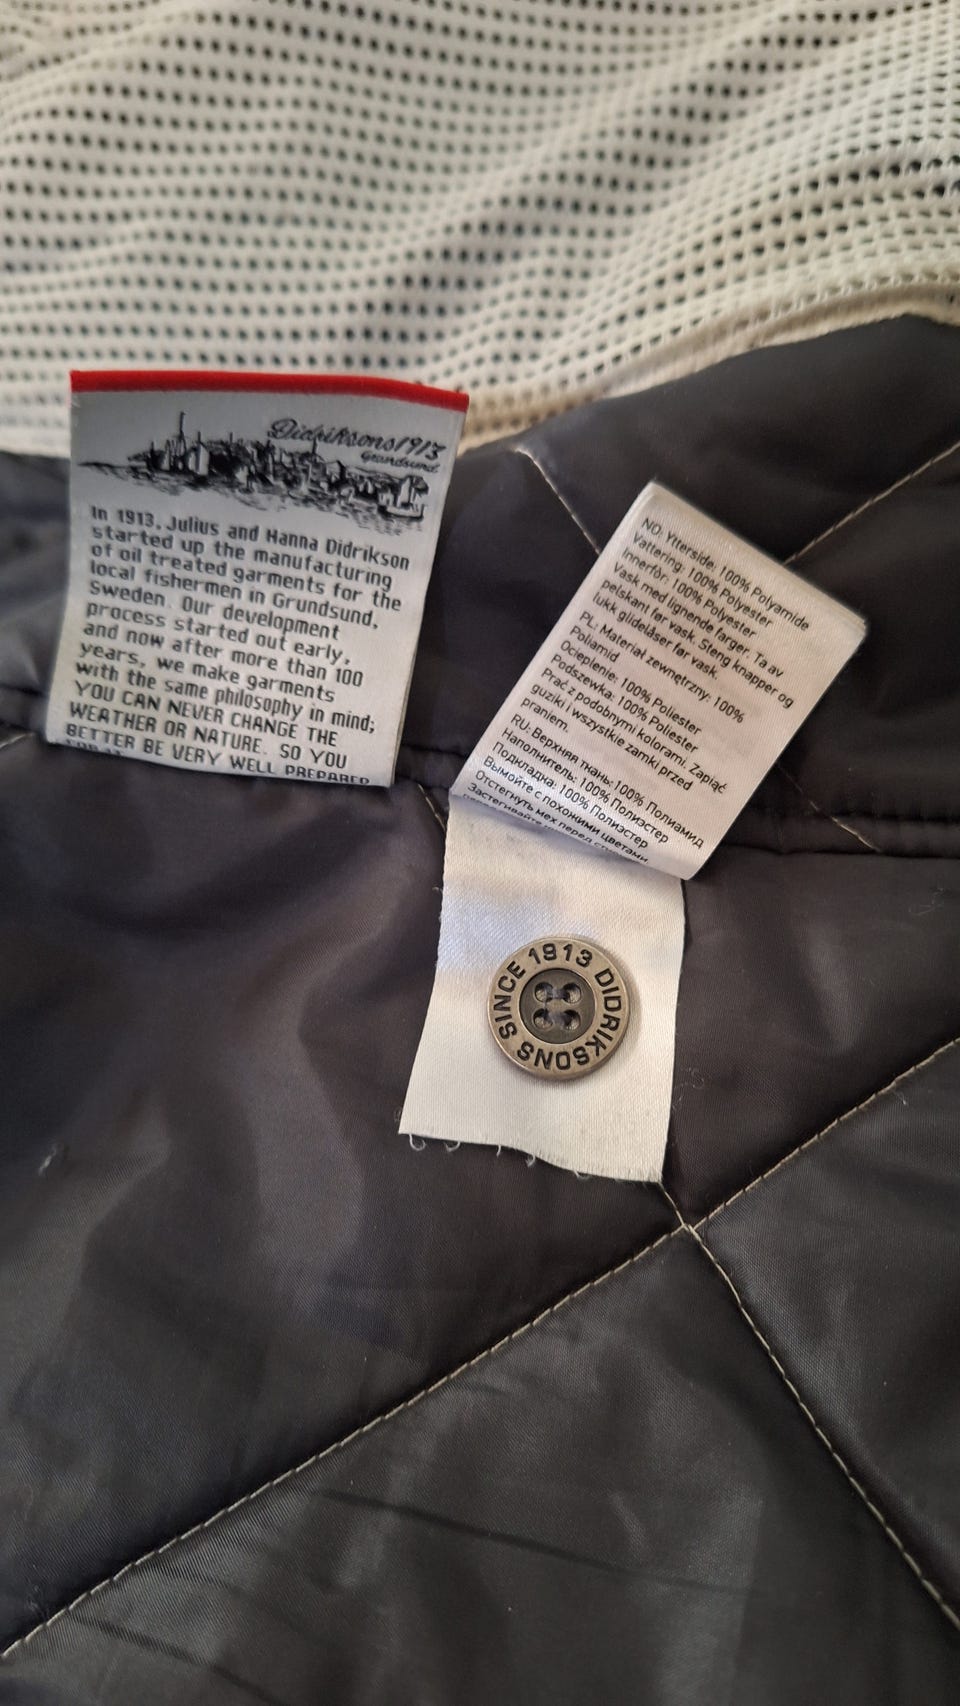 Didriksons1913
Grundsund
In 1913, Julius and Hanna Didrikson
started up the manufacturing
of oil treated garments for the
local fishermen in Grundsund,
Sweden. Our development
process started out early,
and now after more than 100
years, we make garments
with the same philosophy in mind;
YOU CAN NEVER CHANGE THE
WEATHER OR NATURE. SO YOU
BETTER BE VERY WELL PREPARED
NO: Ytterside: 100% Polyamide
Vattering: 100% Polyester
Innerfôr: 100% Polyester
Vask med lignende farger. Ta av
pelskant før vask. Steng knapper og
lukk glidelåser før vask.
PL: Materiał zewnętrzny: 100%
Poliamid
Ocieplenie: 100% Poliester
Podszewka: 100% Poliester
Prać z podobnymi kolorami. Zapiąć
guziki i wszystkie zamki przed
praniem.
RU: Верхняя ткань: 100% Полиамид
Наполнитель: 100% Полиэстер
Подкладка: 100% Полиэстер
Вымойте с похожими цветами
Отстегнуть мех перед
Застегивайте
SINCE 1913 DIDRIKSONS